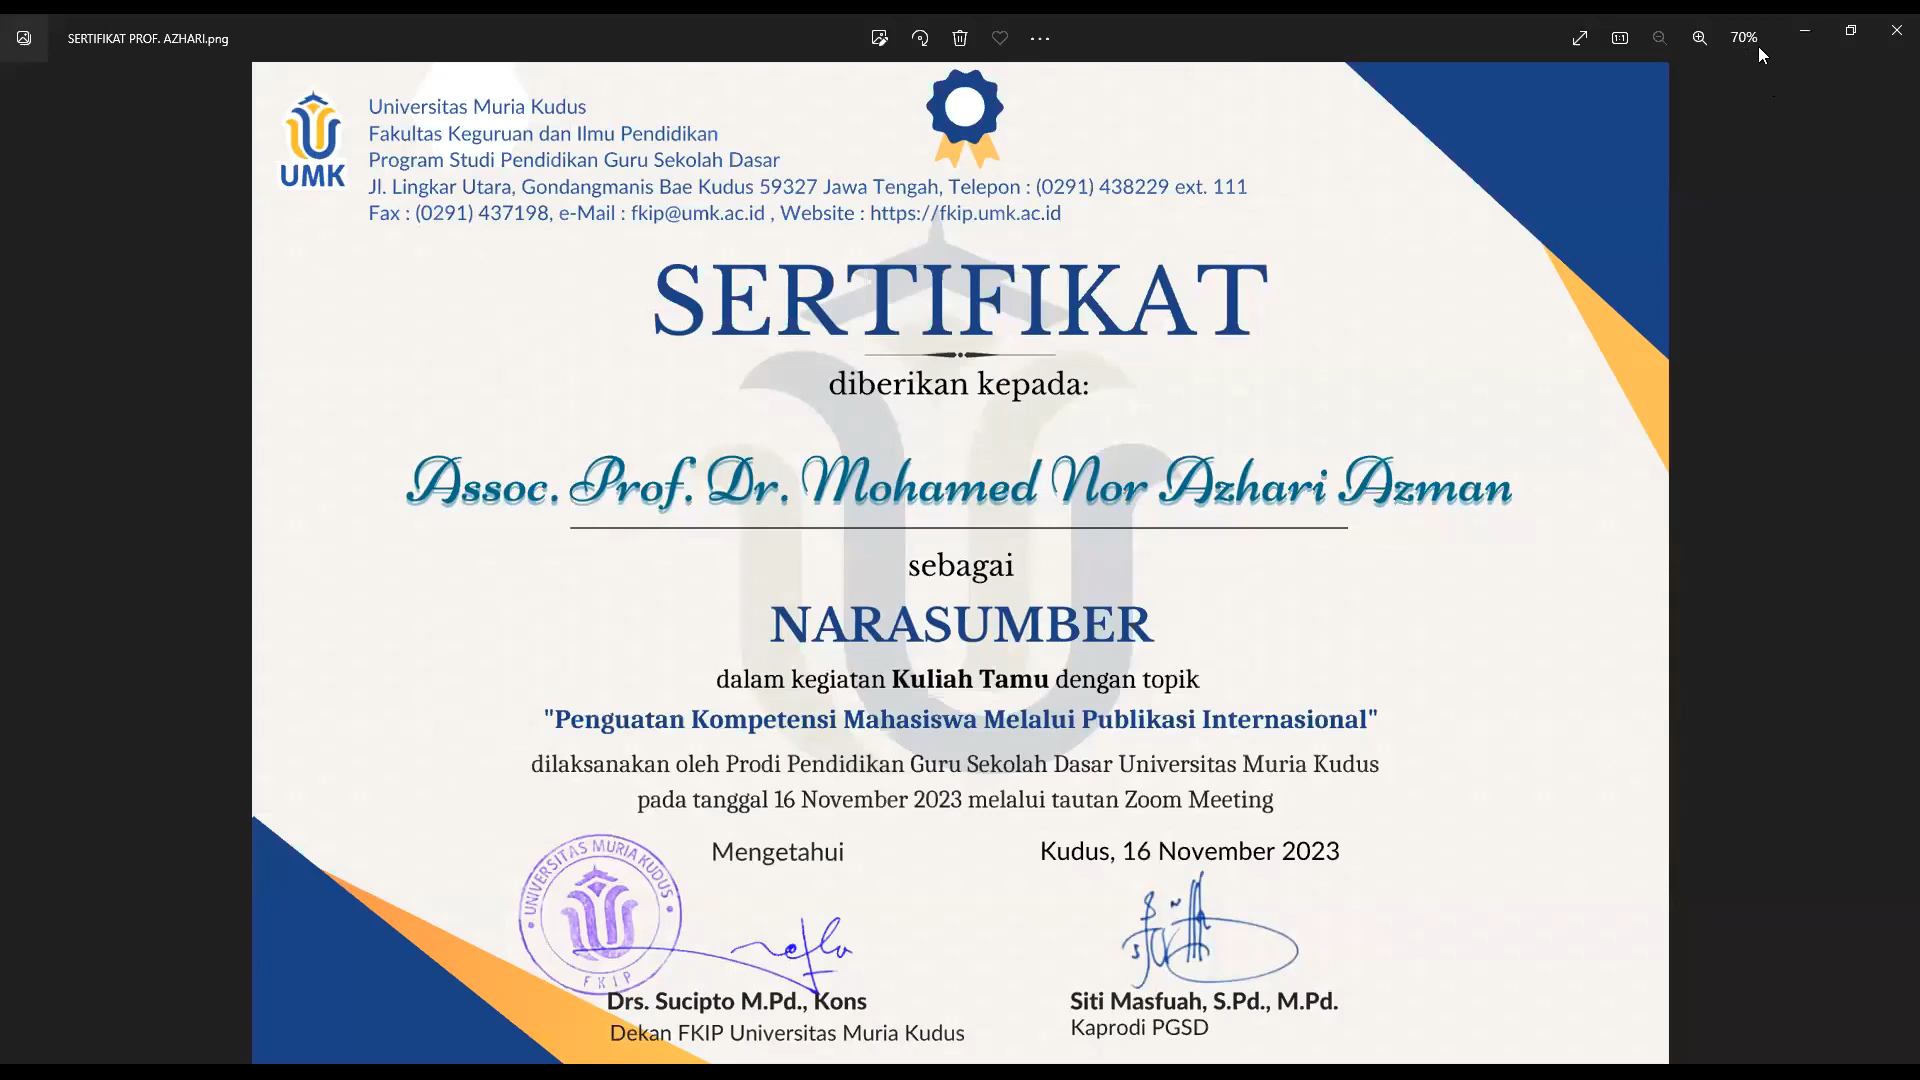 SERTIFIKAT PROF. AZHARI.png
70%
UMK
Universitas Muria Kudus
Fakultas Keguruan dan Ilmu Pendidikan
Program Studi Pendidikan Guru Sekolah Dasar
Jl. Lingkar Utara, Gondangmanis Bae Kudus 59327 Jawa Tengah, Telepon : (0291) 438229 ext. 111
Fax : (0291) 437198, e-Mail : fkip@umk.ac.id , Website : https://fkip.umk.ac.id
SERTIFIKAT
diberikan kepada:
Assoc. Prof. Dr. Mohamed Nor Azhari Azman
sebagai
NARASUMBER
dalam kegiatan Kuliah Tamu dengan topik
"Penguatan Kompetensi Mahasiswa Melalui Publikasi Internasional"
dilaksanakan oleh Prodi Pendidikan Guru Sekolah Dasar Universitas Muria Kudus
pada tanggal 16 November 2023 melalui tautan Zoom Meeting
Mengetahui
Kudus, 16 November 2023
UNIVERSITAS MURIA KUDUS
FKIP
Drs. Sucipto M.Pd., Kons
Dekan FKIP Universitas Muria Kudus
Siti Masfuah, S.Pd., M.Pd.
Kaprodi PGSD